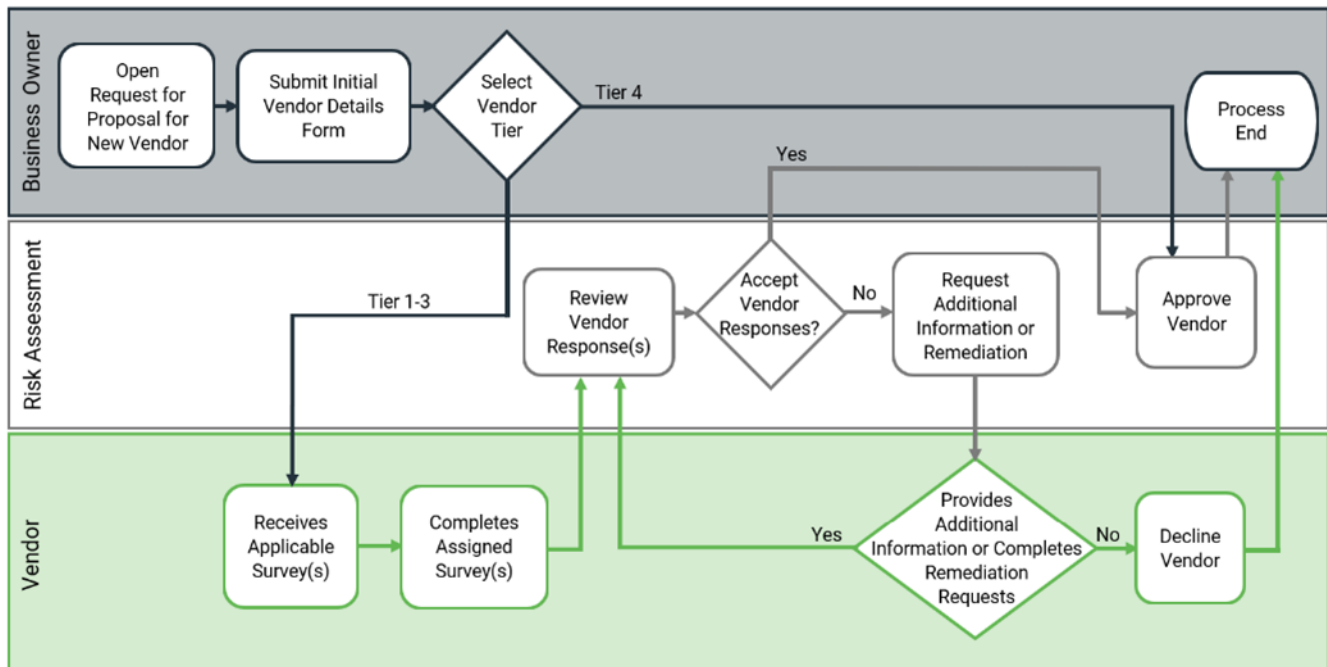 Business Owner
Open
Request for
Proposal for
New Vendor
Submit Initial
Vendor Details
Form
Select
Vendor
Tier
Tier 4
Process
End
Yes
Risk Assessment
Tier 1-3
Review
Vendor
Response(s)
Accept
Vendor
Responses?
No
Request
Additional
Information or
Remediation
Approve
Vendor
Vendor
Receives
Applicable
Survey(s)
Completes
Assigned
Survey(s)
Yes
Provides
Additional
Information or Completes
Remediation
Requests
No
Decline
Vendor